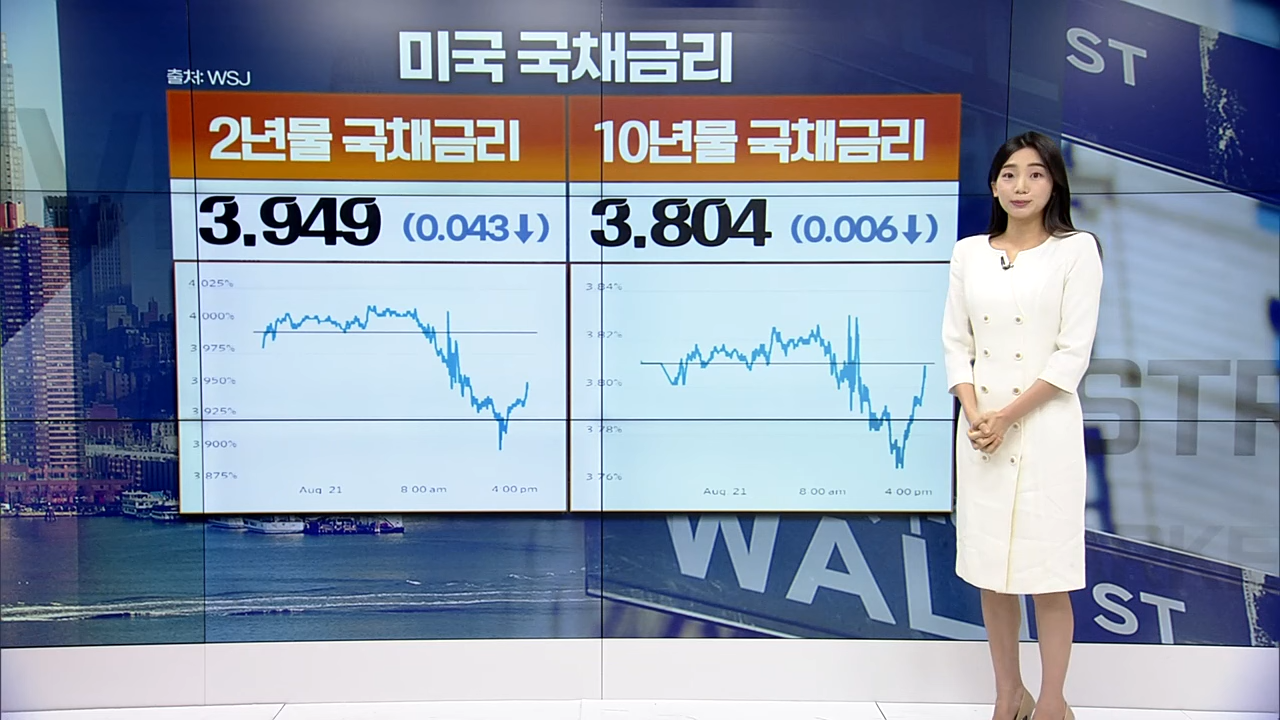 미국 국채금리
출처: WSJ
2년물 국채금리
10년물 국채금리
3.949 (0.043↓)
3.804 (0.006↓)
4.025%
4.000%
3.975%
3.950%
3.925%
3.900%
3.875%
Aug. 21 8:00 am 4:00 pm
3.84%
3.82%
3.80%
3.78%
3.76%
Aug. 21 8:00 am 4:00 pm
ST
STR
WALL
ST